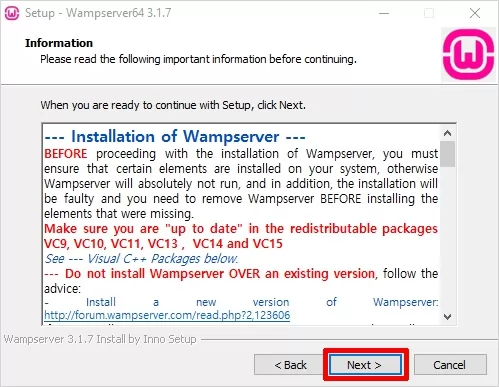 Setup - Wampserver64 3.1.7
Information
Please read the following important information before continuing.
When you are ready to continue with Setup, click Next.
--- Installation of Wampserver ---
BEFORE proceeding with the installation of Wampserver, you must
ensure that certain elements are installed on your system, otherwise
Wampserver will absolutely not run, and in addition, the installation will
be faulty and you need to remove Wampserver BEFORE installing the
elements that were missing.
Make sure you are "up to date" in the redistributable packages
VC9, VC10, VC11, VC13 , VC14 and VC15
See --- Visual C++ Packages below.
--- Do not install Wampserver OVER an existing version, follow the
advice:
- Install a new version of Wampserver:
http://forum.wampserver.com/read.php?2,123606
Wampserver 3.1.7 Install by Inno Setup
< Back
Next >
Cancel